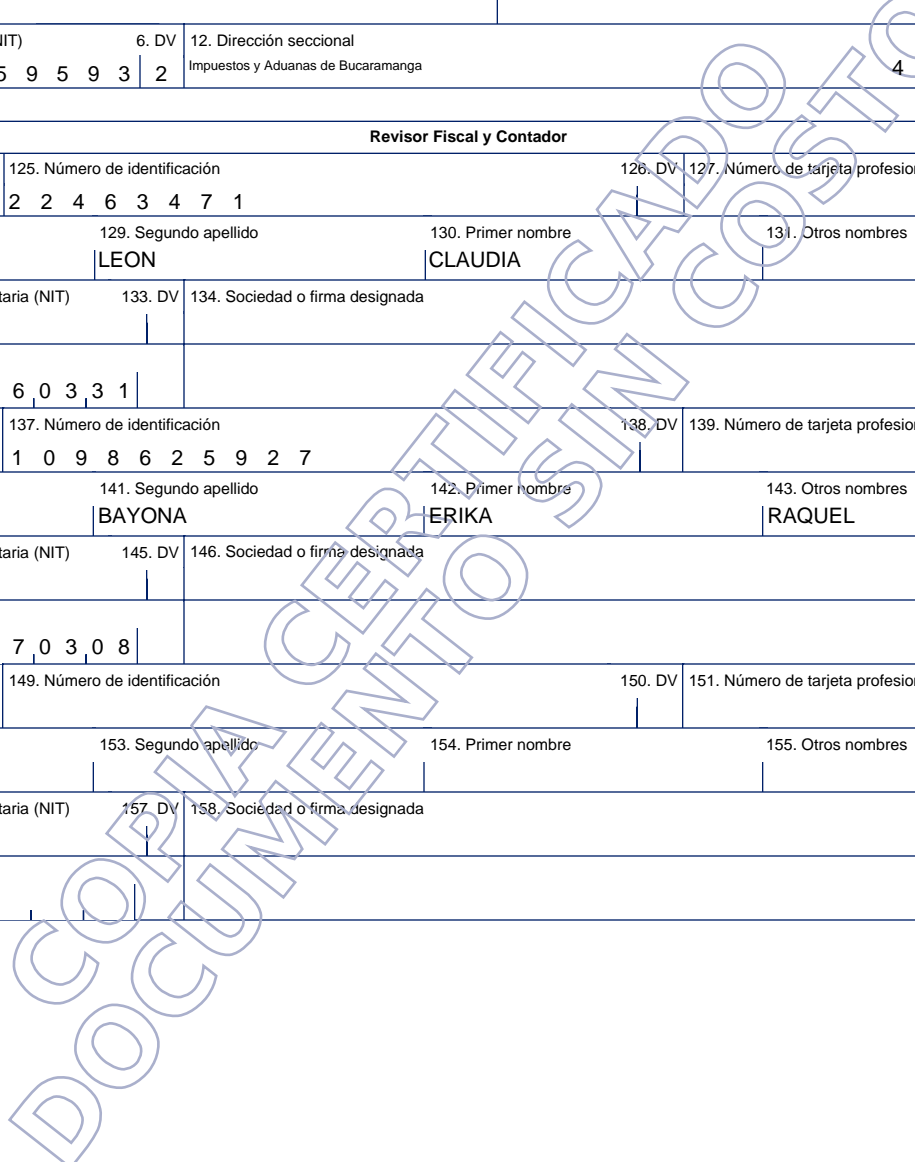 NIT) 6. DV 12. Dirección seccional
5 9 5 9 3 2 Impuestos y Aduanas de Bucaramanga 4
Revisor Fiscal y Contador
125. Número de identificación 126. DV 127. Número de tarjeta profesion
2 2 4 6 3 4 7 1
129. Segundo apellido 130. Primer nombre 131. Otros nombres
LEON CLAUDIA
taria (NIT) 133. DV 134. Sociedad o firma designada
6 0 3 3 1
137. Número de identificación 138. DV 139. Número de tarjeta profesion
1 0 9 8 6 2 5 9 2 7
141. Segundo apellido 142. Primer nombre 143. Otros nombres
BAYONA ERIKA RAQUEL
taria (NIT) 145. DV 146. Sociedad o firma designada
7 0 3 0 8
149. Número de identificación 150. DV 151. Número de tarjeta profesion
153. Segundo apellido 154. Primer nombre 155. Otros nombres
taria (NIT) 157. DV 158. Sociedad o firma designada
COPIA CERTIFICADO
DOCUMENTO SIN COSTO